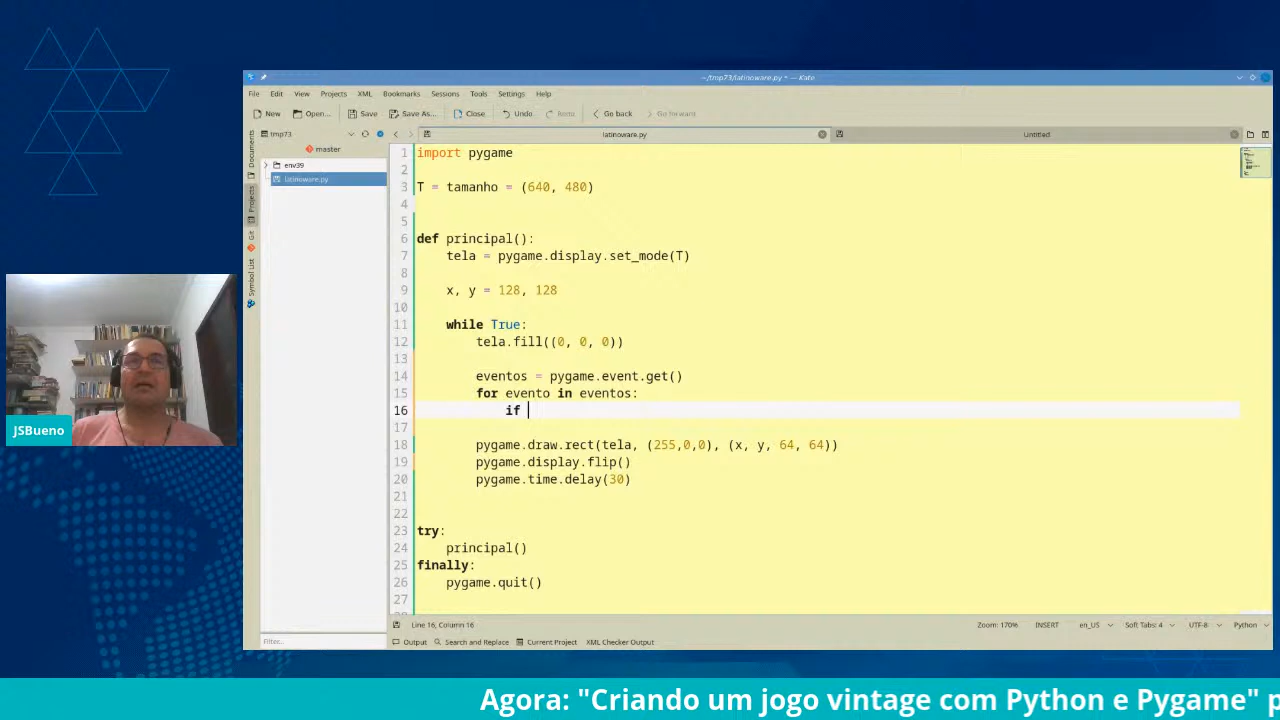 ~/tmp73/latinoware.py * — Kate
File Edit View Projects XML Bookmarks Sessions Tools Settings Help
New Open... Save Save As... Close Undo Redo Go back Go forward
tmp73 latinoware.py Untitled
master
env39
latinoware.py
Documents
Projects
Git
Symbol List
1 import pygame
2
3 T = tamanho = (640, 480)
4
5
6 def principal():
7     tela = pygame.display.set_mode(T)
8
9     x, y = 128, 128
10
11     while True:
12         tela.fill((0, 0, 0))
13
14         eventos = pygame.event.get()
15         for evento in eventos:
16             if
17
18         pygame.draw.rect(tela, (255,0,0), (x, y, 64, 64))
19         pygame.display.flip()
20         pygame.time.delay(30)
21
22
23 try:
24     principal()
25 finally:
26     pygame.quit()
27
JSBueno
Line 16, Column 16 Zoom: 170% INSERT en_US Soft Tabs: 4 UTF-8 Python
Filter... Output Search and Replace Current Project XML Checker Output
Agora: "Criando um jogo vintage com Python e Pygame" p